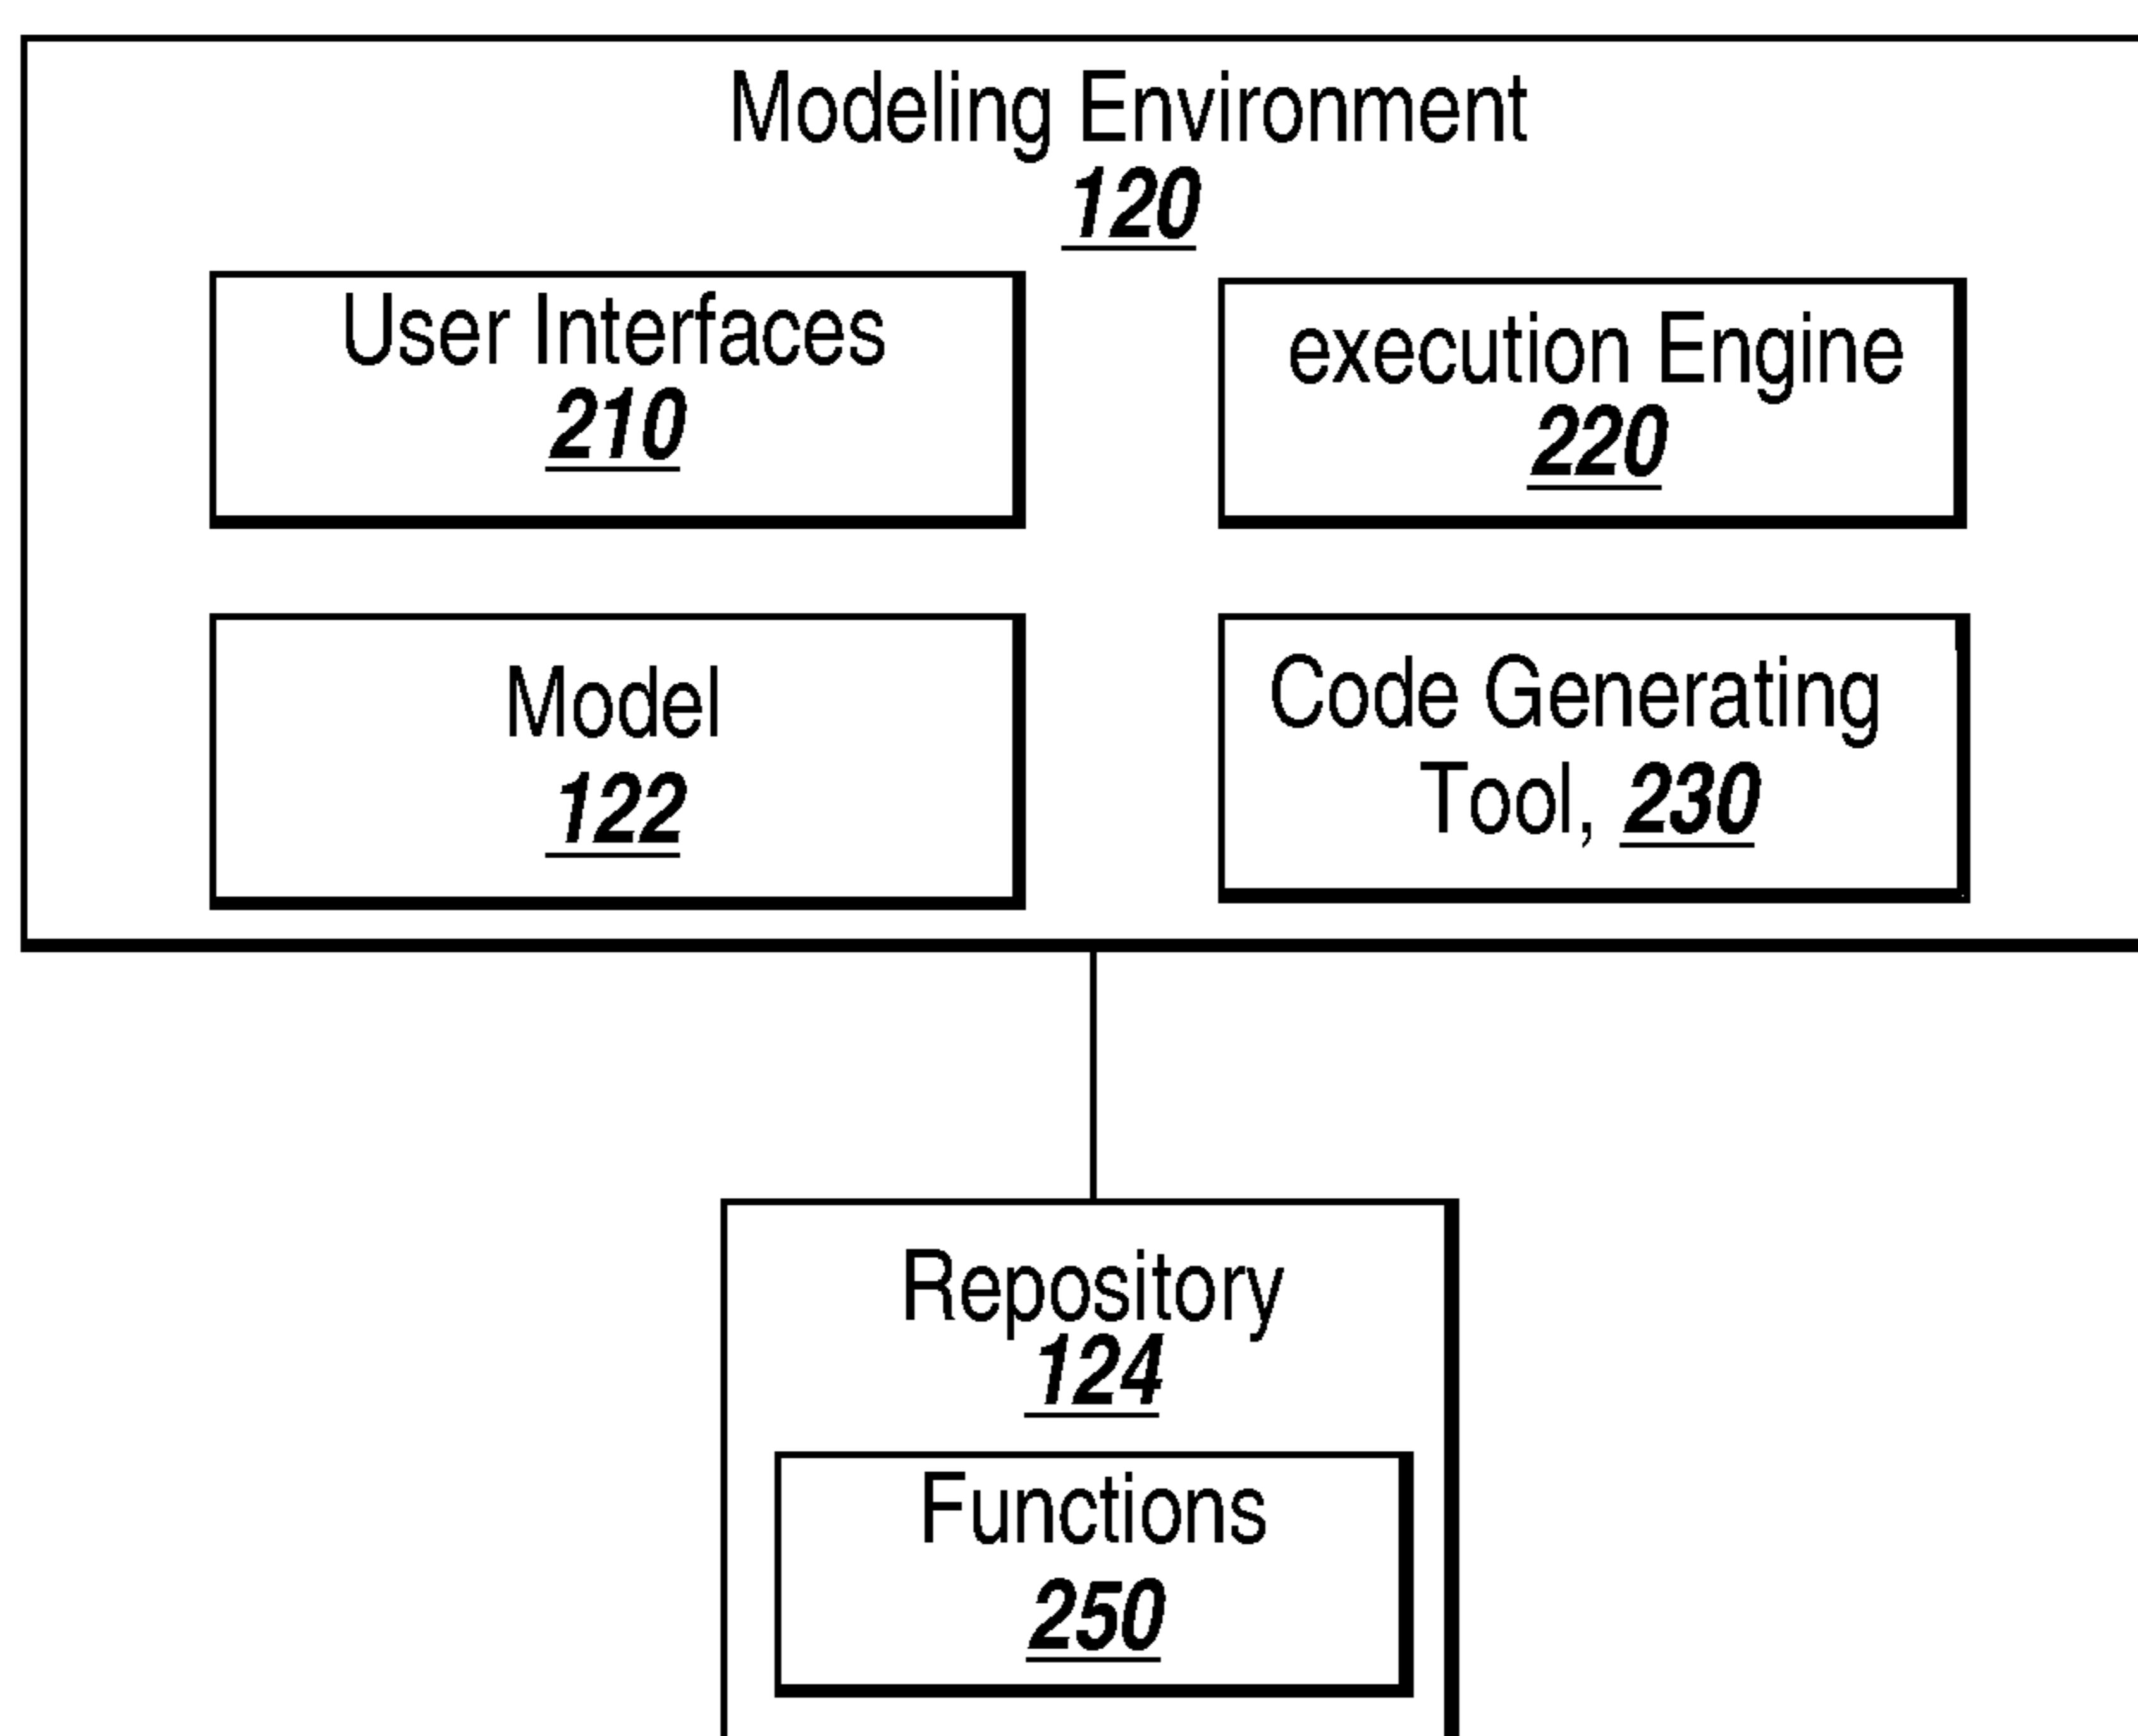 Modeling Environment
120
User Interfaces
210
execution Engine
220
Model
122
Code Generating
Tool, 230
Repository
124
Functions
250